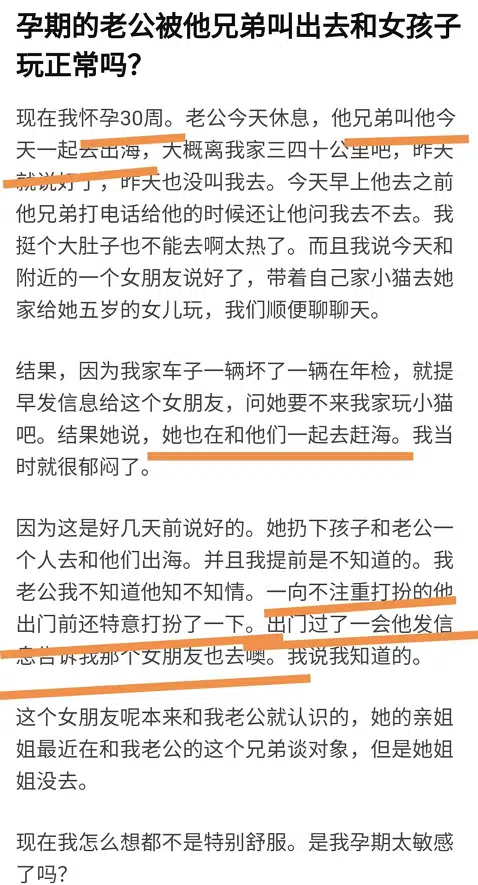 孕期的老公被他兄弟叫出去和女孩子
玩正常吗？
现在我怀孕30周。老公今天休息，他兄弟叫他今
天一起去出海，大概离我家三四十公里吧，昨天
就说好了，昨天也没叫我去。今天早上他去之前
他兄弟打电话给他的时候还让他问我去不去。我
挺个大肚子也不能去啊太热了。而且我说今天和
附近的一个女朋友说好了，带着自己家小猫去她
家给她五岁的女儿玩，我们顺便聊聊天。
结果，因为我家车子一辆坏了一辆在年检，就提
早发信息给这个女朋友，问她要不来我家玩小猫
吧。结果她说，她也在和他们一起去赶海。我当
时就很郁闷了。
因为这是好几天前说好的。她扔下孩子和老公一
个人去和他们出海。并且我提前是不知道的。我
老公我不知道他知不知情。一向不注重打扮的他
出门前还特意打扮了一下。出门过了一会他发信
息告诉我那个女朋友也去噢。我说我知道的。
这个女朋友呢本来和我老公就认识的，她的亲姐
姐最近在和我老公的这个兄弟谈对象，但是她姐
姐没去。
现在我怎么想都不是特别舒服。是我孕期太敏感
了吗？